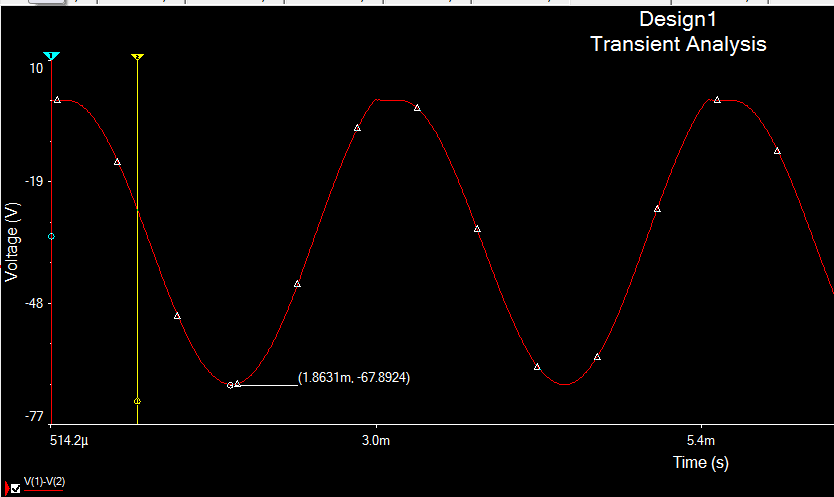 Design1
Transient Analysis
10
-19
-48
-77
Voltage (V)
(1.8631m, -67.8924)
514.2µ
3.0m
5.4m
Time (s)
V(1)-V(2)